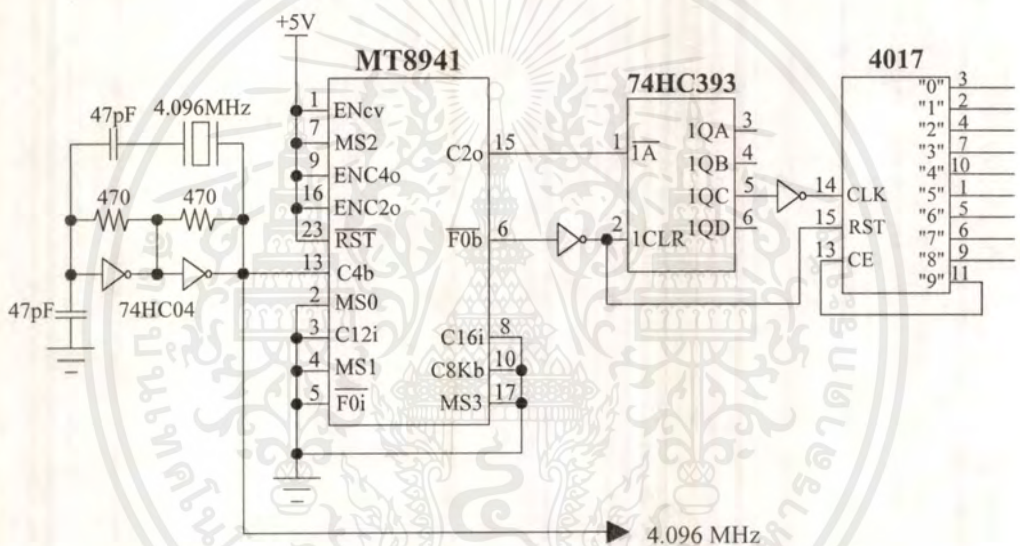 +5V
MT8941
74HC393
4017
47pF
4.096MHz
470
470
47pF
74HC04
1 ENcv
7 MS2
9 ENC4o
16 ENC2o
23 RST
13 C4b
2 MS0
3 C12i
4 MS1
5 F0i
C2o 15
F0b 6
C16i 8
C8Kb 10
MS3 17
1 1A
2 1CLR
1QA 3
1QB 4
1QC 5
1QD 6
14 CLK
15 RST
13 CE
"0" 3
"1" 2
"2" 4
"3" 7
"4" 10
"5" 1
"6" 5
"7" 6
"8" 9
"9" 11
4.096 MHz